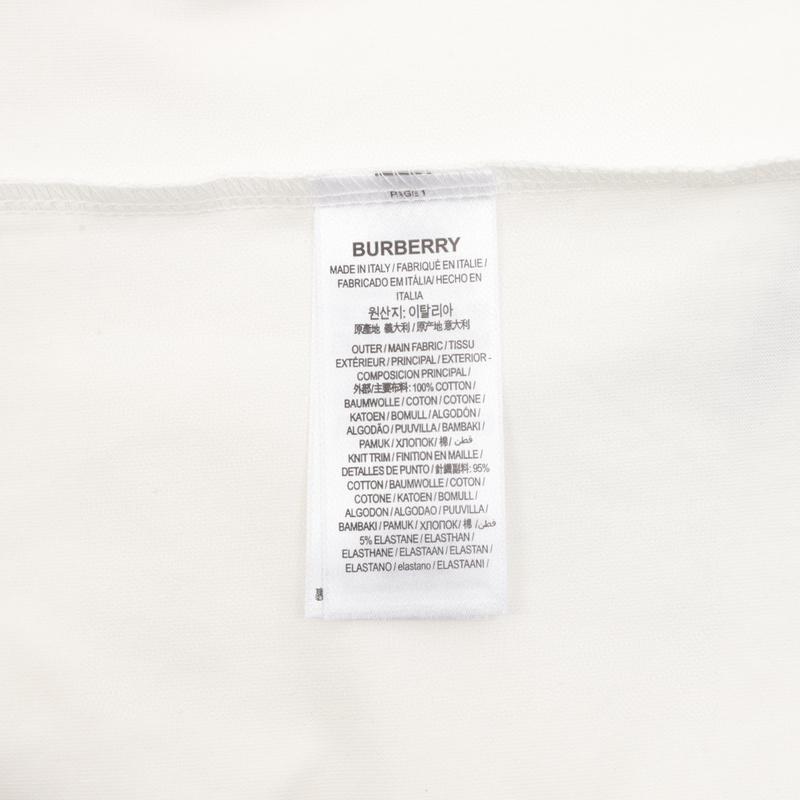 PAGE 1
BURBERRY
MADE IN ITALY / FABRIQUÉ EN ITALIE /
FABRICADO EM ITÁLIA/ HECHO EN
ITALIA
원산지: 이탈리아
原產地 義大利 / 原产地 意大利
OUTER / MAIN FABRIC / TISSU
EXTÉRIEUR / PRINCIPAL / EXTERIOR -
COMPOSICION PRINCIPAL /
外部/主要布料: 100% COTTON /
BAUMWOLLE / COTON / COTONE /
KATOEN / BOMULL / ALGODÓN /
ALGODÃO / PUUVILLA / BAMBAKI /
PAMUK / ХЛОПОК/ 棉/ قطن /
KNIT TRIM / FINITION EN MAILLE /
DETALLES DE PUNTO / 針織副料: 95%
COTTON / BAUMWOLLE / COTON /
COTONE / KATOEN / BOMULL /
ALGODON / ALGODAO / PUUVILLA /
BAMBAKI / PAMUK / ХЛОПОК/ 棉 / قطن/
5% ELASTANE / ELASTHAN /
ELASTHANE / ELASTAAN / ELASTAN /
ELASTANO / elastano / ELASTAANI /